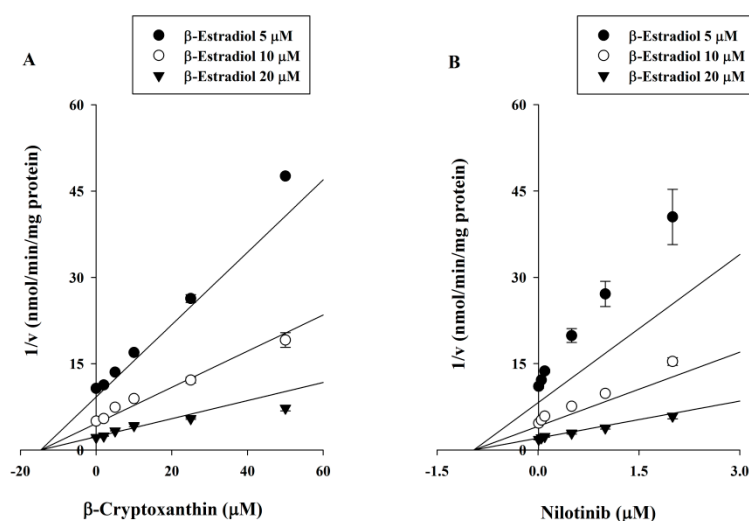 β-Estradiol 5 μM
β-Estradiol 10 μM
β-Estradiol 20 μM
A
60
45
30
15
0
-20
0
20
40
60
1/v (nmol/min/mg protein)
β-Cryptoxanthin (μM)
β-Estradiol 5 μM
β-Estradiol 10 μM
β-Estradiol 20 μM
B
60
45
30
15
0
-1.5
0.0
1.5
3.0
1/v (nmol/min/mg protein)
Nilotinib (μM)